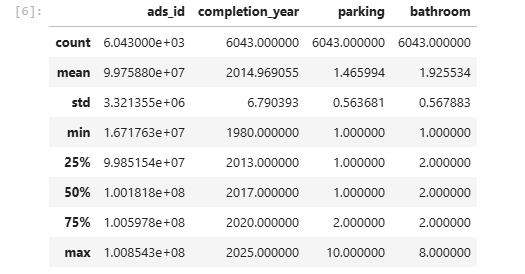 [6]: ads_id completion_year parking bathroom
count 6.043000e+03 6043.000000 6043.000000 6043.000000
mean 9.975880e+07 2014.969055 1.465994 1.925534
std 3.321355e+06 6.790393 0.563681 0.567883
min 1.671763e+07 1980.000000 1.000000 1.000000
25% 9.985154e+07 2013.000000 1.000000 2.000000
50% 1.001818e+08 2017.000000 1.000000 2.000000
75% 1.005978e+08 2020.000000 2.000000 2.000000
max 1.008543e+08 2025.000000 10.000000 8.000000